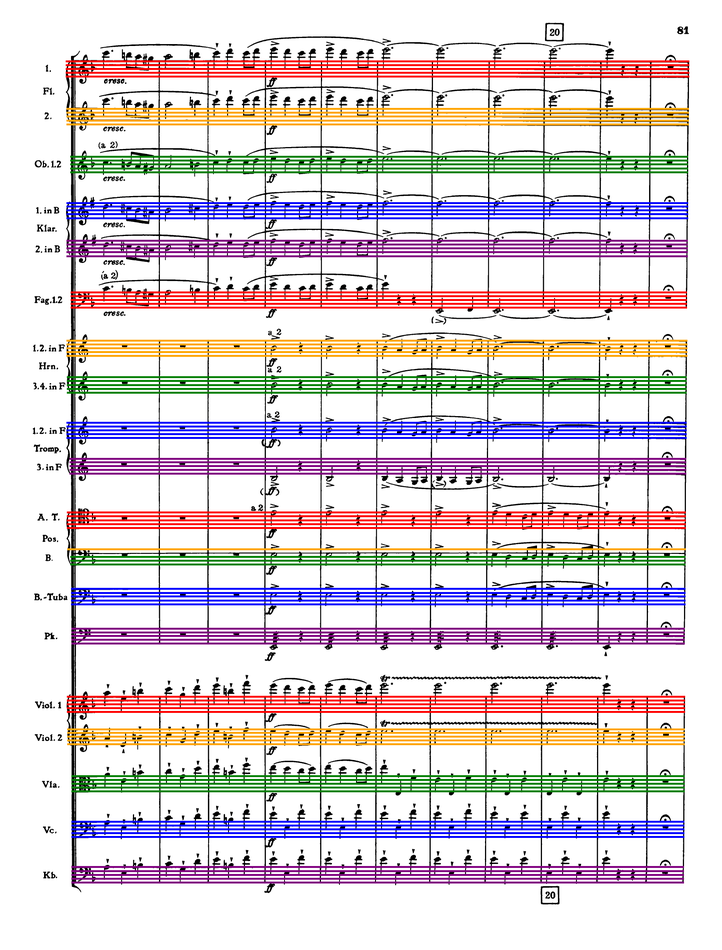 20
81
1.
Fl.
cresc.
ff
2.
cresc.
ff
(a 2)
Ob. 1.2
cresc.
ff
1. in B
Klar.
cresc.
ff
2. in B
cresc.
ff
(a 2)
Fag. 1.2
cresc.
ff
(>)
a 2
1.2. in F
Hrn.
ff
a 2
3.4. in F
ff
a 2
1.2. in F
Tromp.
(ff)
3. in F
(>)
(ff)
a 2
A. T.
Pos.
ff
B.
ff
B.-Tuba
ff
Pk.
ff
Viol. 1
ff
Viol. 2
ff
Vla.
ff
Vc.
ff
Kb.
ff
20